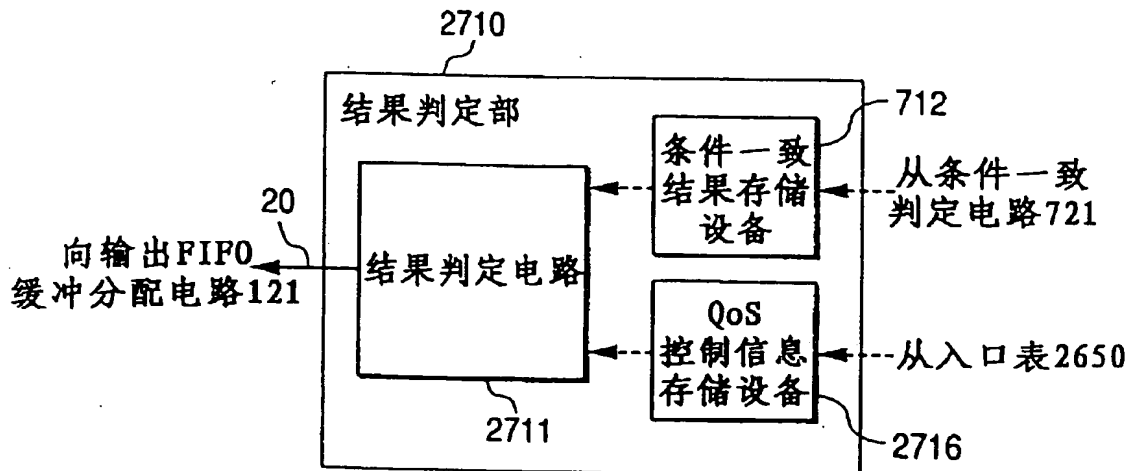 2710
结果判定部
712
条件一致
结果存储
设备
从条件一致
判定电路721
20
向输出FIFO
缓冲分配电路121
结果判定电路
QoS
控制信息
存储设备
从入口表2650
2711
2716